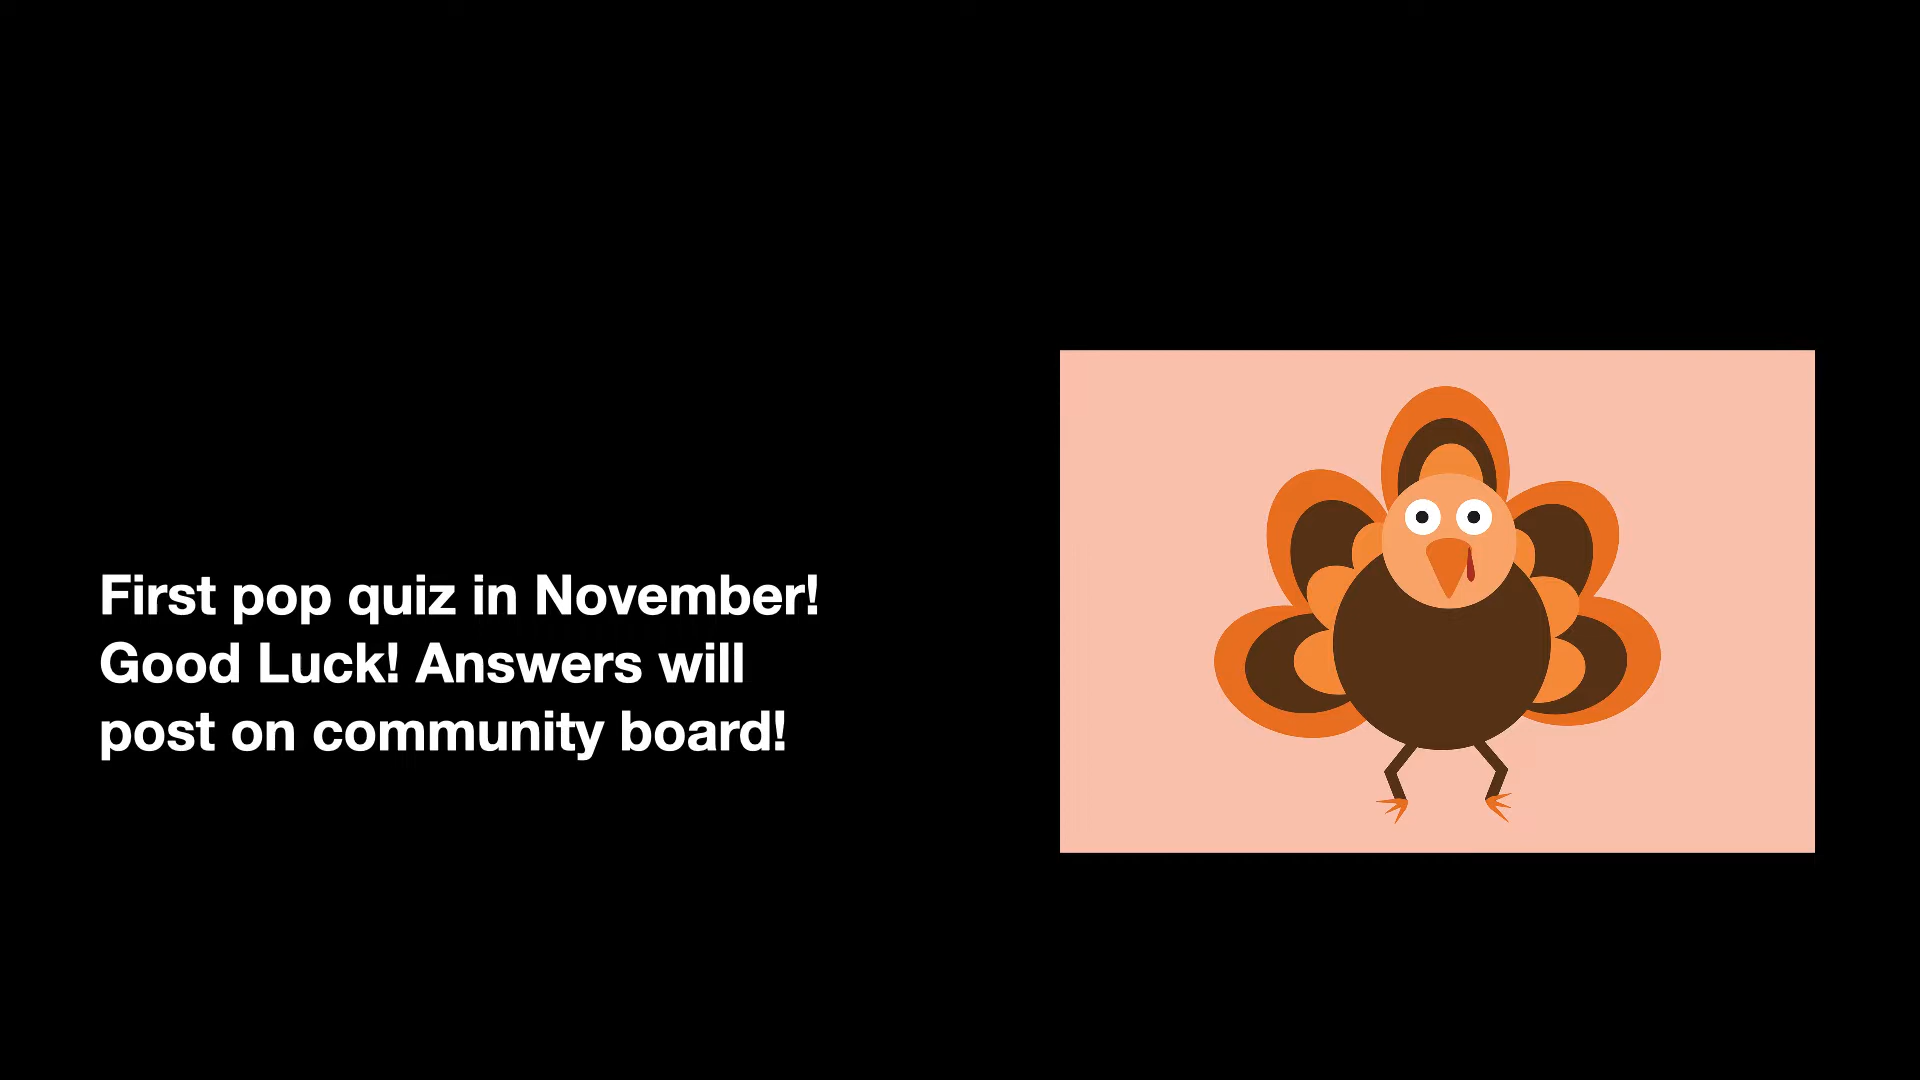 First pop quiz in November!
Good Luck! Answers will
post on community board!